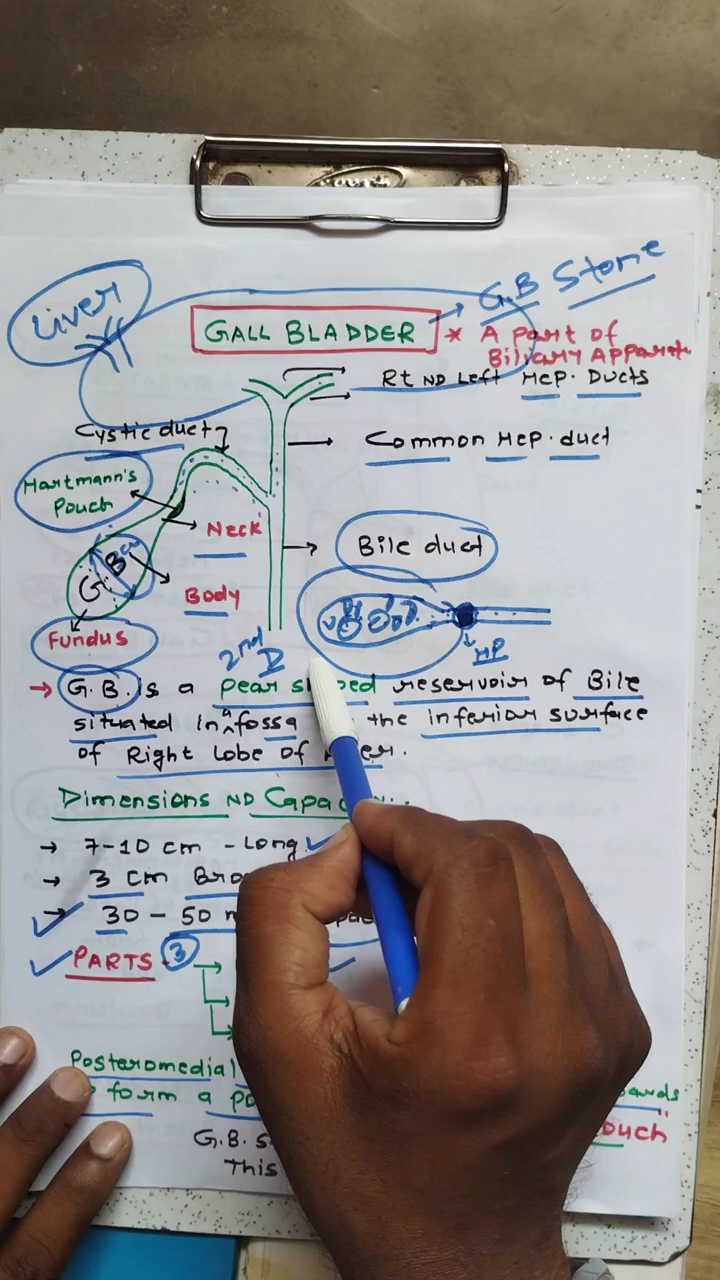 Liver
G.B Stone
GALL BLADDER
* A part of
Biliary Apparate
Rt ND Left Hep. Ducts
Cystic duct
Common Hep. duct
Hartmann's
Pouch
Neck
Bile duct
G.B
Body
Fundus
HP
2nd D
→ G.B. is a pear shaped reservoir of Bile
situated in a fossa the inferior surface
of Right Lobe of
Dimensions ND
→ 7-10 cm - Long
→ 3 cm
→ 30 - 50
PARTS - 3
Posteromedial
form a
G.B.
This